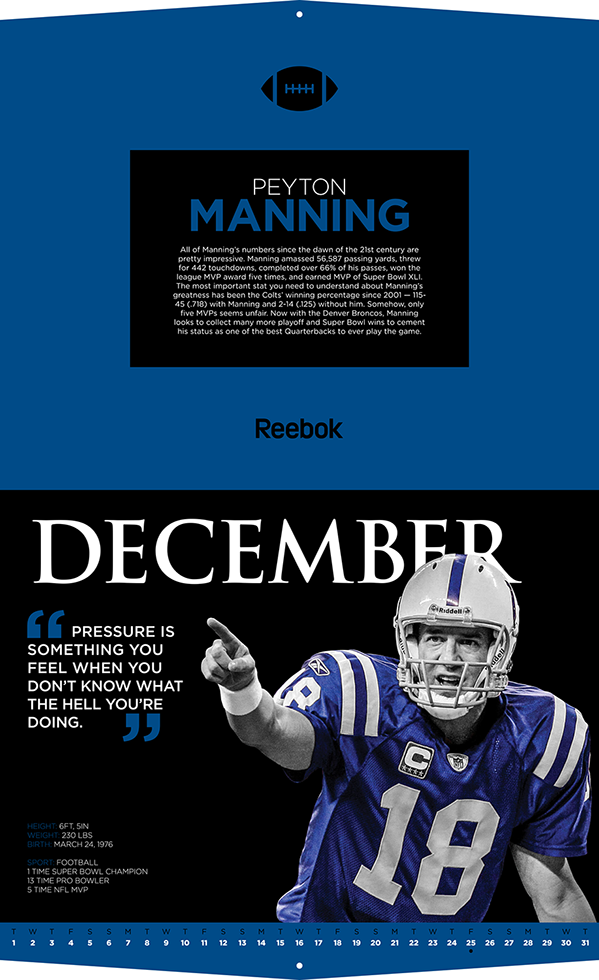 PEYTON
MANNING
All of Manning's numbers since the dawn of the 21st century are
pretty impressive. Manning amassed 56,587 passing yards, threw
for 442 touchdowns, completed over 66% of his passes, won the
league MVP award five times, and earned MVP of Super Bowl XLI.
The most important stat you need to understand about Manning's
greatness has been the Colts' winning percentage since 2001 — 115-
45 (.718) with Manning and 2-14 (.125) without him. Somehow, only
five MVPs seems unfair. Now with the Denver Broncos, Manning
looks to collect many more playoff and Super Bowl wins to cement
his status as one of the best Quarterbacks to ever play the game.
Reebok
DECEMBER
“ PRESSURE IS
SOMETHING YOU
FEEL WHEN YOU
DON'T KNOW WHAT
THE HELL YOU'RE
DOING. ”
Riddell
18
C
NFL
18
HEIGHT: 6FT, 5IN
WEIGHT: 230 LBS
BIRTH: MARCH 24, 1976
SPORT: FOOTBALL
1 TIME SUPER BOWL CHAMPION
13 TIME PRO BOWLER
5 TIME NFL MVP
T W T F S S M T W T F S S M T W T F S S M T W T F S S M T W T
1 2 3 4 5 6 7 8 9 10 11 12 13 14 15 16 17 18 19 20 21 22 23 24 25 26 27 28 29 30 31